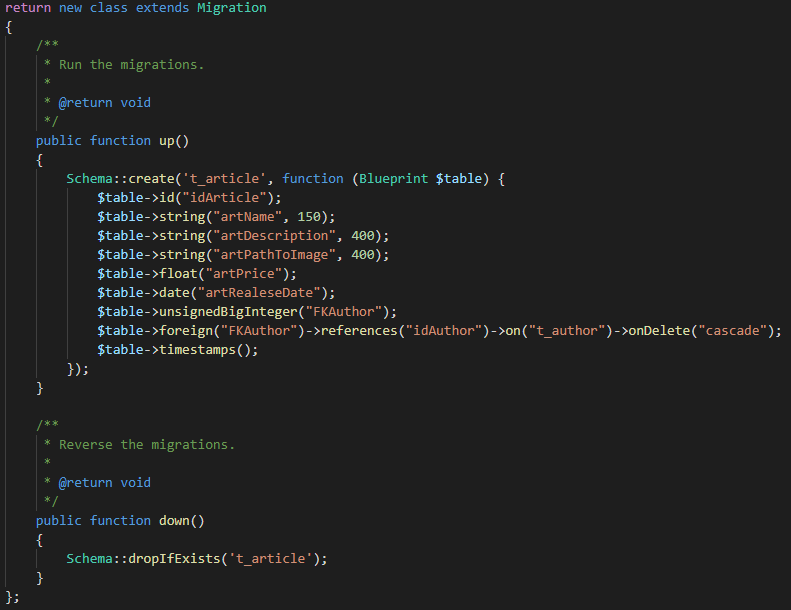 return new class extends Migration
{
    /**
     * Run the migrations.
     *
     * @return void
     */
    public function up()
    {
        Schema::create('t_article', function (Blueprint $table) {
            $table->id("idArticle");
            $table->string("artName", 150);
            $table->string("artDescription", 400);
            $table->string("artPathToImage", 400);
            $table->float("artPrice");
            $table->date("artRealeseDate");
            $table->unsignedBigInteger("FKAuthor");
            $table->foreign("FKAuthor")->references("idAuthor")->on("t_author")->onDelete("cascade");
            $table->timestamps();
        });
    }

    /**
     * Reverse the migrations.
     *
     * @return void
     */
    public function down()
    {
        Schema::dropIfExists('t_article');
    }
};